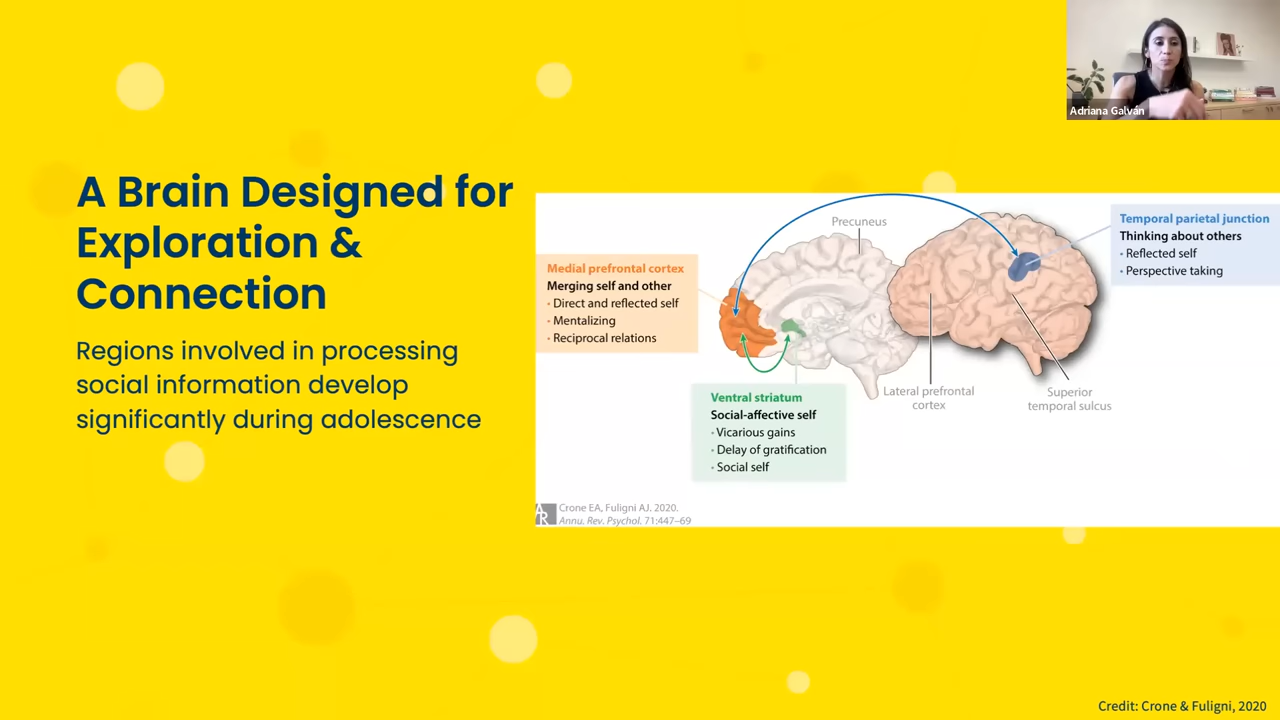 Adriana Galván
A Brain Designed for
Exploration &
Connection
Regions involved in processing
social information develop
significantly during adolescence
Precuneus
Temporal parietal junction
Thinking about others
· Reflected self
· Perspective taking
Medial prefrontal cortex
Merging self and other
· Direct and reflected self
· Mentalizing
· Reciprocal relations
Ventral striatum
Social-affective self
· Vicarious gains
· Delay of gratification
· Social self
Lateral prefrontal
cortex
Superior
temporal sulcus
AR
Crone EA, Fuligni AJ. 2020.
Annu. Rev. Psychol. 71:447–69
Credit: Crone & Fuligni, 2020